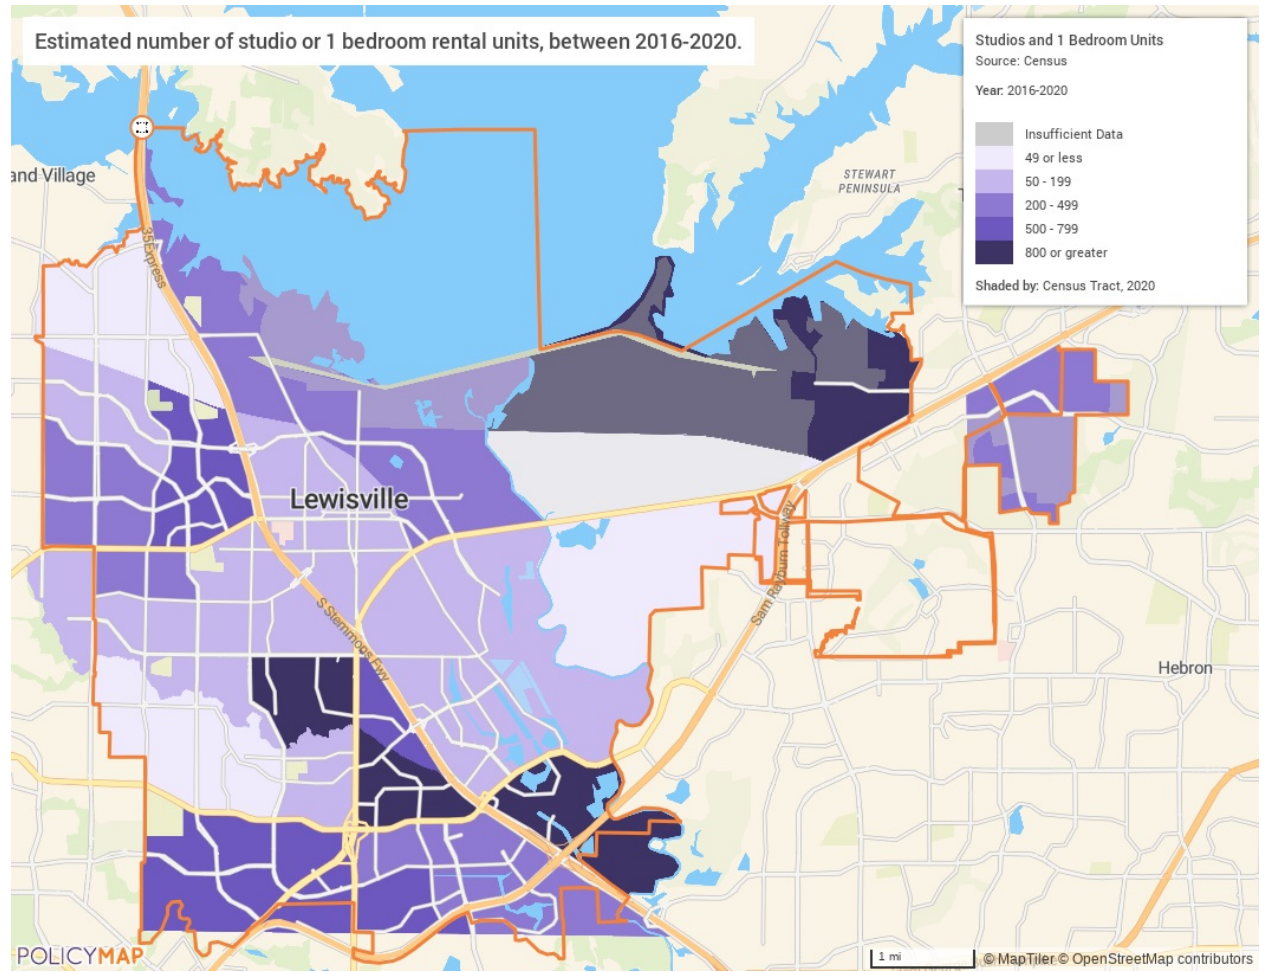 Estimated number of studio or 1 bedroom rental units, between 2016-2020.
Studios and 1 Bedroom Units
Source: Census
Year: 2016-2020
Insufficient Data
49 or less
50 - 199
200 - 499
500 - 799
800 or greater
Shaded by: Census Tract, 2020
and Village
STEWART
PENINSULA
T
35Express
Lewisville
Sam Rayburn Tollway
S Stemmons Fwy
Hebron
POLICYMAP
1 mi
© MapTiler © OpenStreetMap contributors